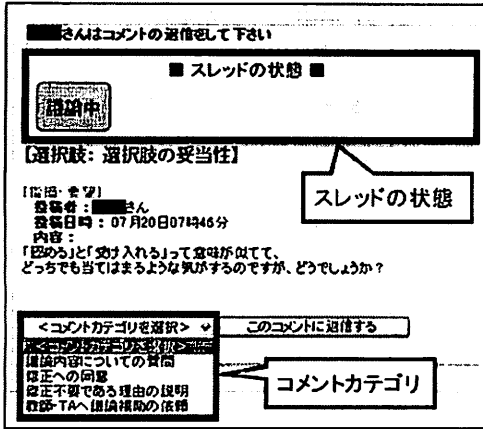 さんはコメントの返信をして下さい
■ スレッドの状態 ■
議論中
【選択肢: 選択肢の妥当性】
[指摘・要望]
投稿者:
さん
投稿日時: 07月20日07時46分
内容:
「認める」と「受け入れる」って意味が似てて、
どっちでも当てはまるような気がするのですが、どうでしょうか?
スレッドの状態
<コメントカテゴリを選択>
このコメントに返信する
<コメントカテゴリを選択>
議論内容についての質問
修正への同意
修正不要である理由の説明
教師・TAへ議論補助の依頼
コメントカテゴリ